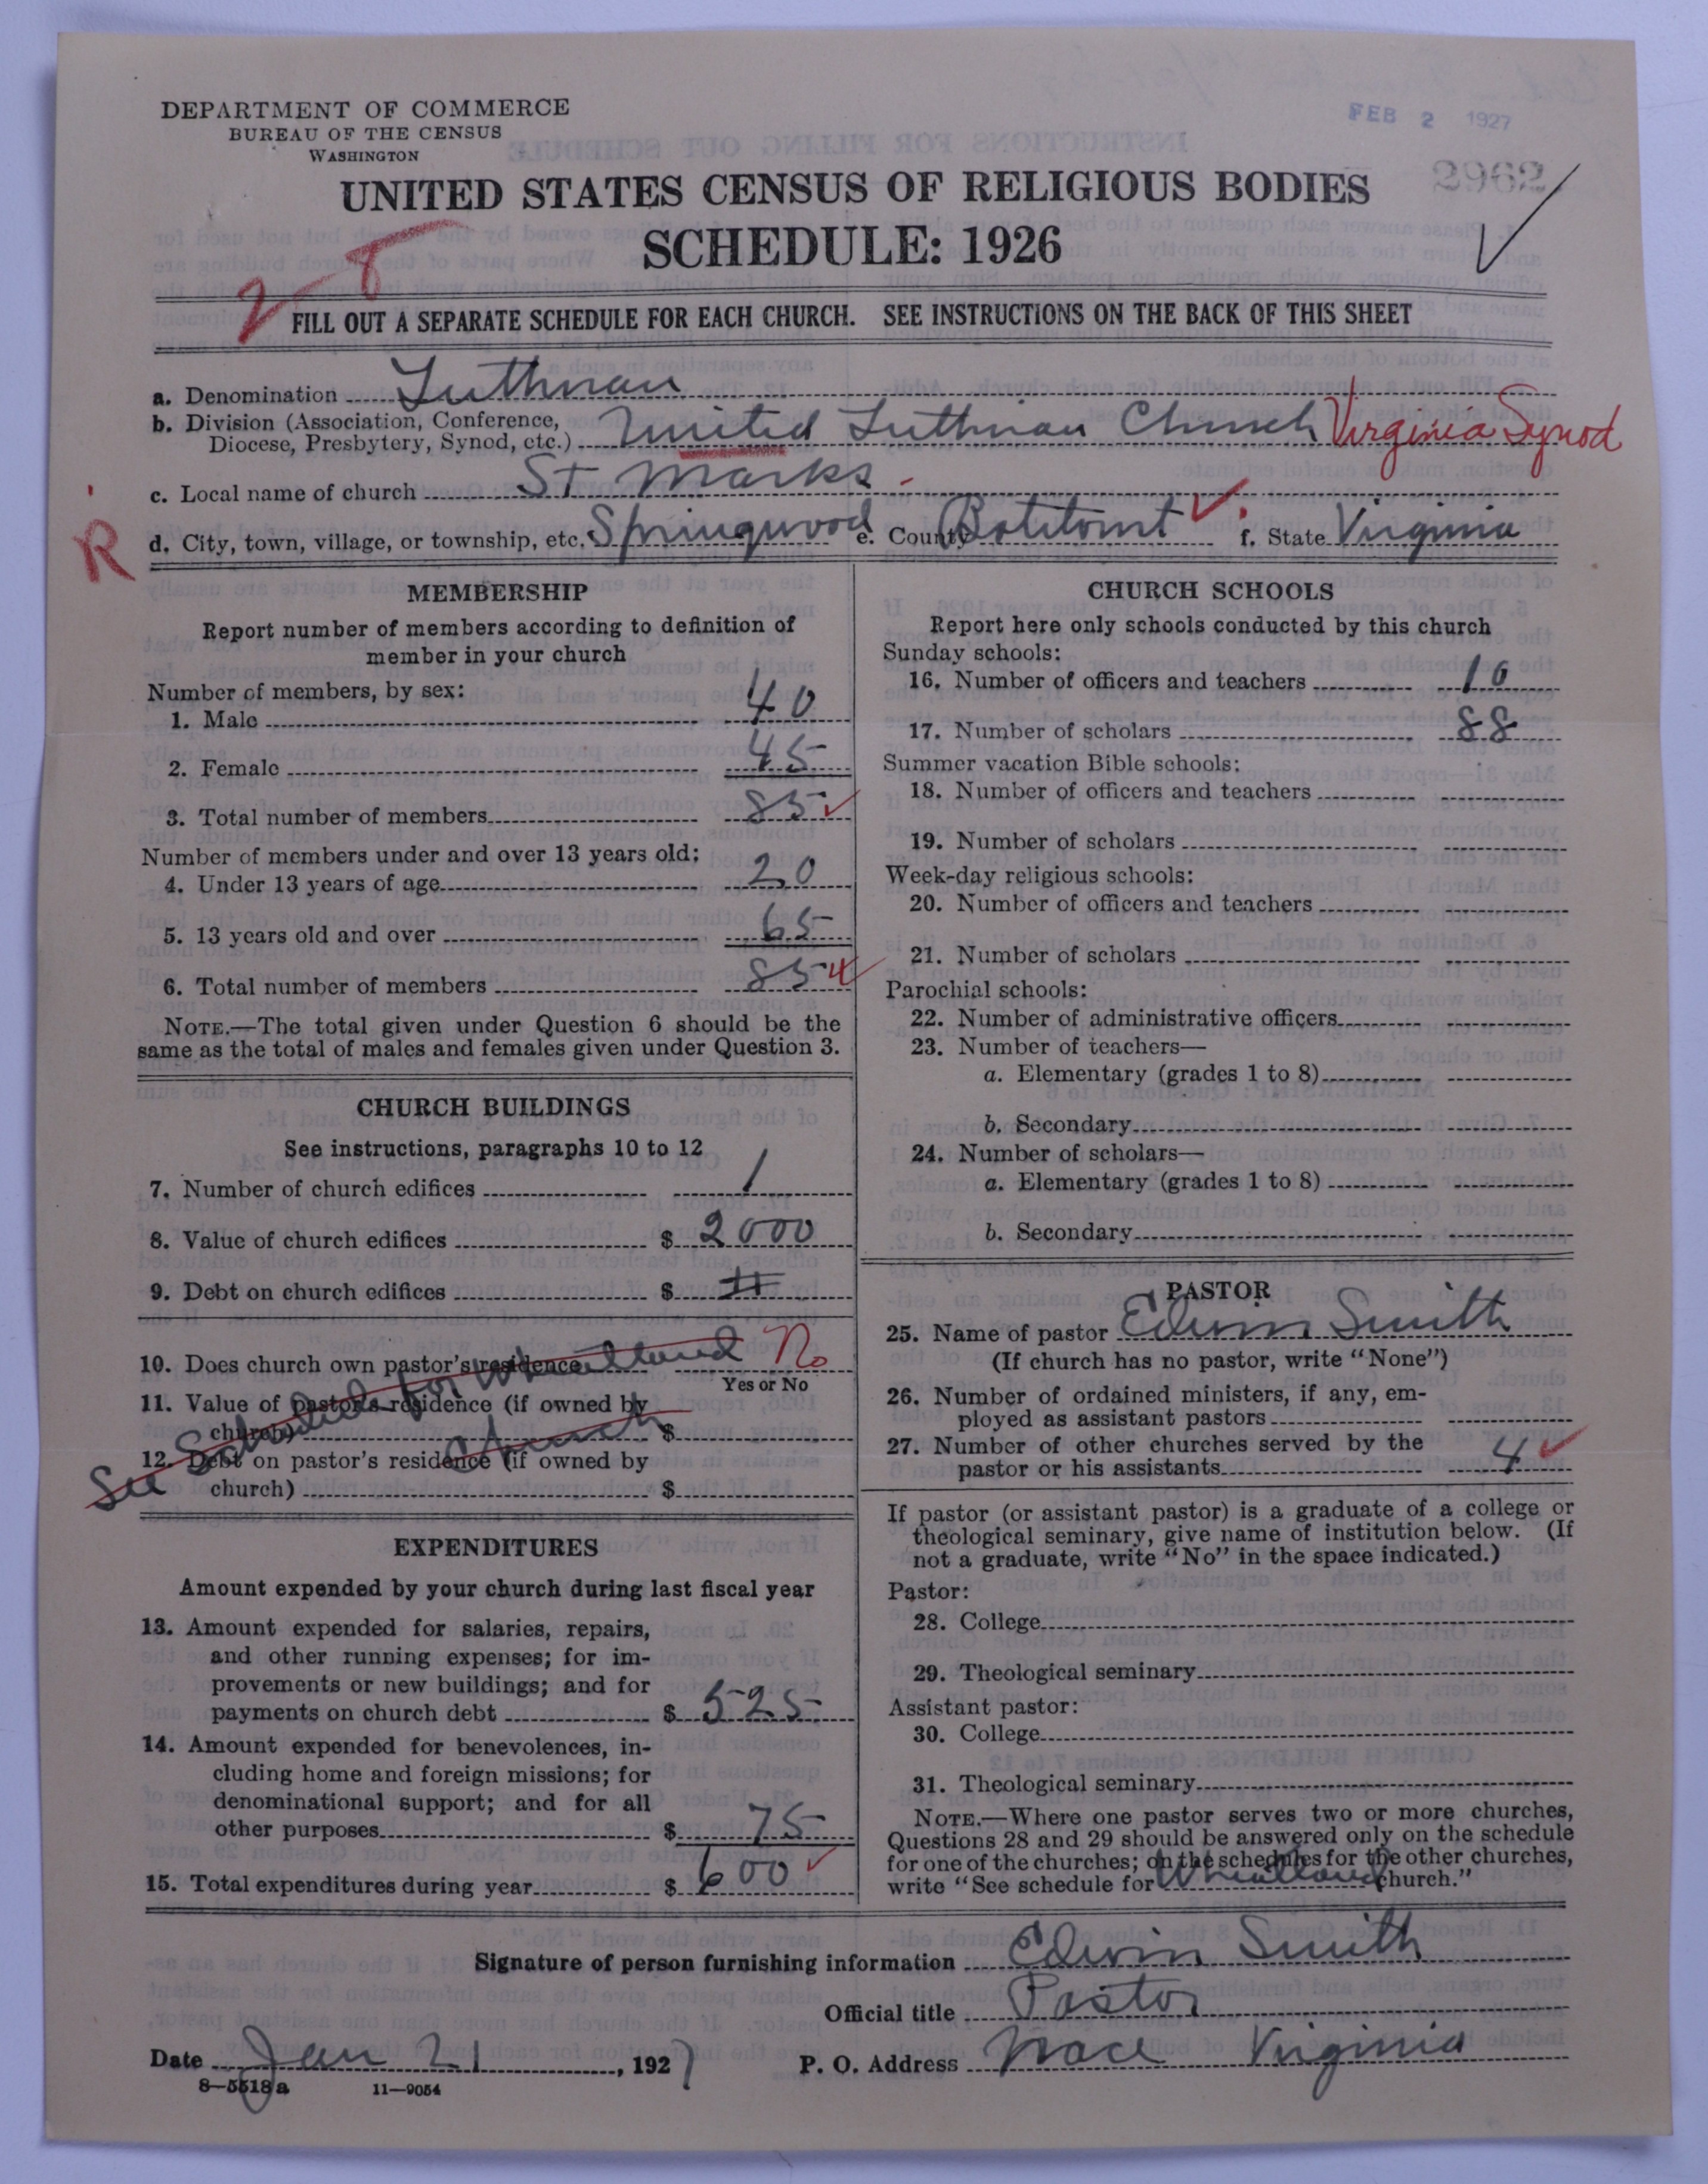 DEPARTMENT OF COMMERCE
BUREAU OF THE CENSUS
WASHINGTON
FEB 2 1927
2962
UNITED STATES CENSUS OF RELIGIOUS BODIES
SCHEDULE: 1926
FILL OUT A SEPARATE SCHEDULE FOR EACH CHURCH. SEE INSTRUCTIONS ON THE BACK OF THIS SHEET
a. Denomination Luthran
b. Division (Association, Conference,
Diocese, Presbytery, Synod, etc.) United Luthran Church Virginia Synod
c. Local name of church St Marks
R
d. City, town, village, or township, etc. Springwood e. County Botitourt f. State Virginia
MEMBERSHIP
Report number of members according to definition of
member in your church
Number of members, by sex:
1. Male 40
2. Female 45
3. Total number of members 85
Number of members under and over 13 years old:
4. Under 13 years of age 20
5. 13 years old and over 65
6. Total number of members 85
NOTE.—The total given under Question 6 should be the
same as the total of males and females given under Question 3.
CHURCH BUILDINGS
See instructions, paragraphs 10 to 12
7. Number of church edifices 1
8. Value of church edifices $ 2000
9. Debt on church edifices $
10. Does church own pastor's residence No
Yes or No
11. Value of pastor's residence (if owned by
church) $
12. Debt on pastor's residence (if owned by
church) $
See Schedule for Wheatland Church
EXPENDITURES
Amount expended by your church during last fiscal year
13. Amount expended for salaries, repairs,
and other running expenses; for im-
provements or new buildings; and for
payments on church debt $ 525
14. Amount expended for benevolences, in-
cluding home and foreign missions; for
denominational support; and for all
other purposes $ 75
15. Total expenditures during year $ 600
CHURCH SCHOOLS
Report here only schools conducted by this church
Sunday schools:
16. Number of officers and teachers 10
17. Number of scholars 88
Summer vacation Bible schools:
18. Number of officers and teachers
19. Number of scholars
Week-day religious schools:
20. Number of officers and teachers
21. Number of scholars
Parochial schools:
22. Number of administrative officers
23. Number of teachers—
a. Elementary (grades 1 to 8)
b. Secondary
24. Number of scholars—
a. Elementary (grades 1 to 8)
b. Secondary
PASTOR
25. Name of pastor Edwin Smith
(If church has no pastor, write "None")
26. Number of ordained ministers, if any, em-
ployed as assistant pastors
27. Number of other churches served by the
pastor or his assistants 4
If pastor (or assistant pastor) is a graduate of a college or
theological seminary, give name of institution below. (If
not a graduate, write "No" in the space indicated.)
Pastor:
28. College
29. Theological seminary
Assistant pastor:
30. College
31. Theological seminary
NOTE.—Where one pastor serves two or more churches,
Questions 28 and 29 should be answered only on the schedule
for one of the churches; on the schedules for the other churches,
write "See schedule for Wheatland church."
Signature of person furnishing information Edwin Smith
Official title Pastor
Date Jan 21, 1927 P. O. Address Nace Virginia
8—5518a 11—9054